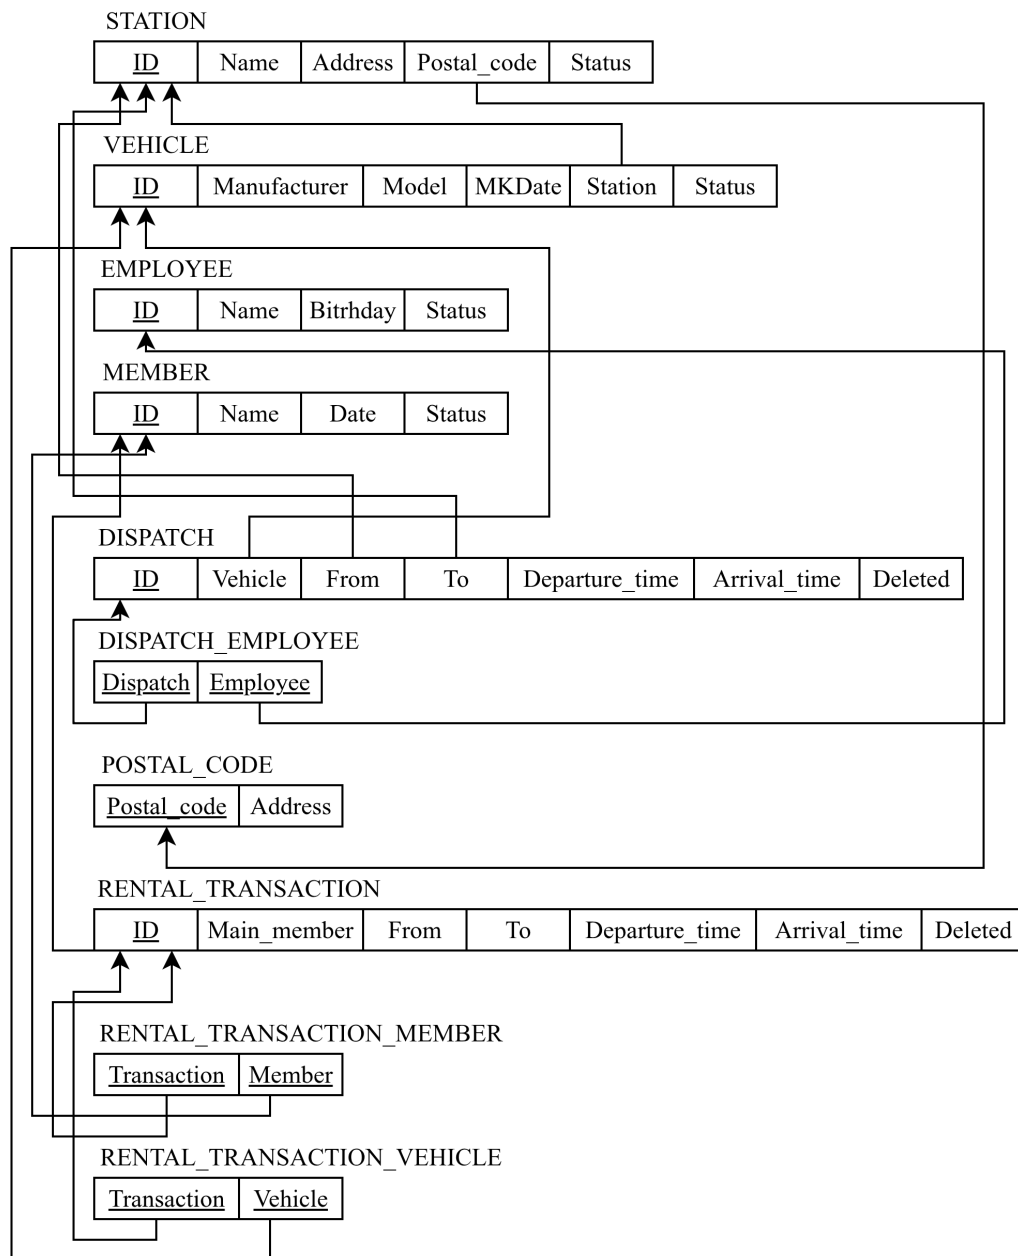 STATION
ID Name Address Postal_code Status
VEHICLE
ID Manufacturer Model MKDate Station Status
EMPLOYEE
ID Name Bitrhday Status
MEMBER
ID Name Date Status
DISPATCH
ID Vehicle From To Departure_time Arrival_time Deleted
DISPATCH_EMPLOYEE
Dispatch Employee
POSTAL_CODE
Postal_code Address
RENTAL_TRANSACTION
ID Main_member From To Departure_time Arrival_time Deleted
RENTAL_TRANSACTION_MEMBER
Transaction Member
RENTAL_TRANSACTION_VEHICLE
Transaction Vehicle